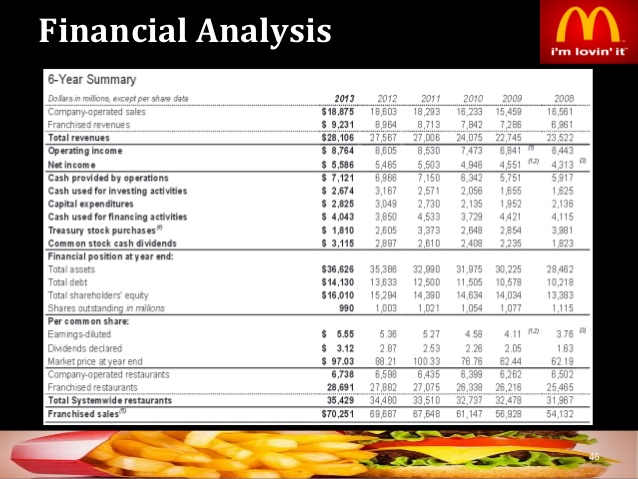 Financial Analysis
i'm lovin' it
6-Year Summary
Dollars in millions, except per share data 2013 2012 2011 2010 2009 2008
Company-operated sales $18,875 18,603 18,293 16,233 15,459 16,561
Franchised revenues $ 9,231 8,964 8,713 7,842 7,286 6,961
Total revenues $28,106 27,567 27,006 24,075 22,745 23,522
Operating income $ 8,764 8,605 8,530 7,473 6,841 (1) 6,443
Net income $ 5,586 5,465 5,503 4,946 4,551 (1,2) 4,313 (3)
Cash provided by operations $ 7,121 6,966 7,150 6,342 5,751 5,917
Cash used for investing activities $ 2,674 3,167 2,571 2,056 1,655 1,625
Capital expenditures $ 2,825 3,049 2,730 2,135 1,952 2,136
Cash used for financing activities $ 4,043 3,850 4,533 3,729 4,421 4,115
Treasury stock purchases(4) $ 1,810 2,605 3,373 2,648 2,854 3,981
Common stock cash dividends $ 3,115 2,897 2,610 2,408 2,235 1,823
Financial position at year end:
Total assets $36,626 35,386 32,990 31,975 30,225 28,462
Total debt $14,130 13,633 12,500 11,505 10,578 10,218
Total shareholders' equity $16,010 15,294 14,390 14,634 14,034 13,383
Shares outstanding in millions 990 1,003 1,021 1,054 1,077 1,115
Per common share:
Earnings-diluted $ 5.55 5.36 5.27 4.58 4.11 (1,2) 3.76 (3)
Dividends declared $ 3.12 2.87 2.53 2.26 2.05 1.63
Market price at year end $ 97.03 88.21 100.33 76.76 62.44 62.19
Company-operated restaurants 6,738 6,598 6,435 6,399 6,262 6,502
Franchised restaurants 28,691 27,882 27,075 26,338 26,216 25,465
Total Systemwide restaurants 35,429 34,480 33,510 32,737 32,478 31,967
Franchised sales(5) $70,251 69,687 67,648 61,147 56,928 54,132
46